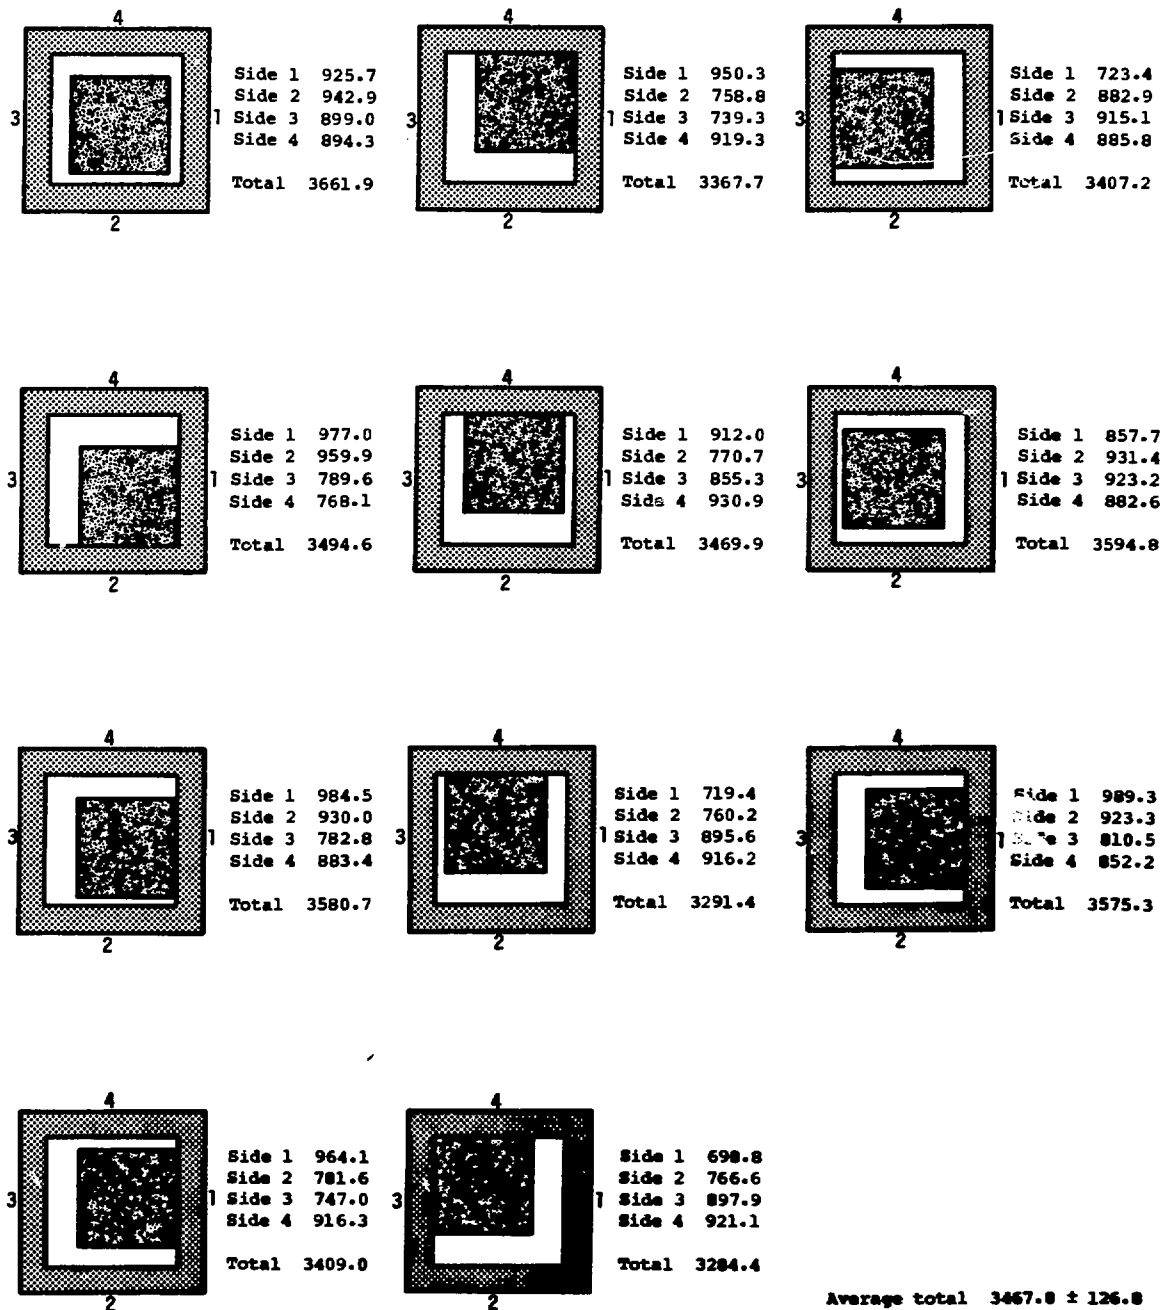 4
3
1
2
Side 1 925.7
Side 2 942.9
Side 3 899.0
Side 4 894.3
Total 3661.9
4
3
1
2
Side 1 950.3
Side 2 758.8
Side 3 739.3
Side 4 919.3
Total 3367.7
4
3
1
2
Side 1 723.4
Side 2 882.9
Side 3 915.1
Side 4 885.8
Total 3407.2
4
3
1
2
Side 1 977.0
Side 2 959.9
Side 3 789.6
Side 4 768.1
Total 3494.6
4
3
1
2
Side 1 912.0
Side 2 770.7
Side 3 855.3
Side 4 930.9
Total 3469.9
4
3
1
2
Side 1 857.7
Side 2 931.4
Side 3 923.2
Side 4 882.6
Total 3594.8
4
3
1
2
Side 1 984.5
Side 2 930.0
Side 3 782.8
Side 4 883.4
Total 3580.7
4
3
1
2
Side 1 719.4
Side 2 760.2
Side 3 895.6
Side 4 916.2
Total 3291.4
4
3
1
2
Side 1 989.3
Side 2 923.3
Side 3 810.5
Side 4 852.2
Total 3575.3
4
3
1
2
Side 1 964.1
Side 2 781.6
Side 3 747.0
Side 4 916.3
Total 3409.0
4
3
1
2
Side 1 698.8
Side 2 766.6
Side 3 897.9
Side 4 921.1
Total 3284.4
Average total 3467.0 ± 126.8